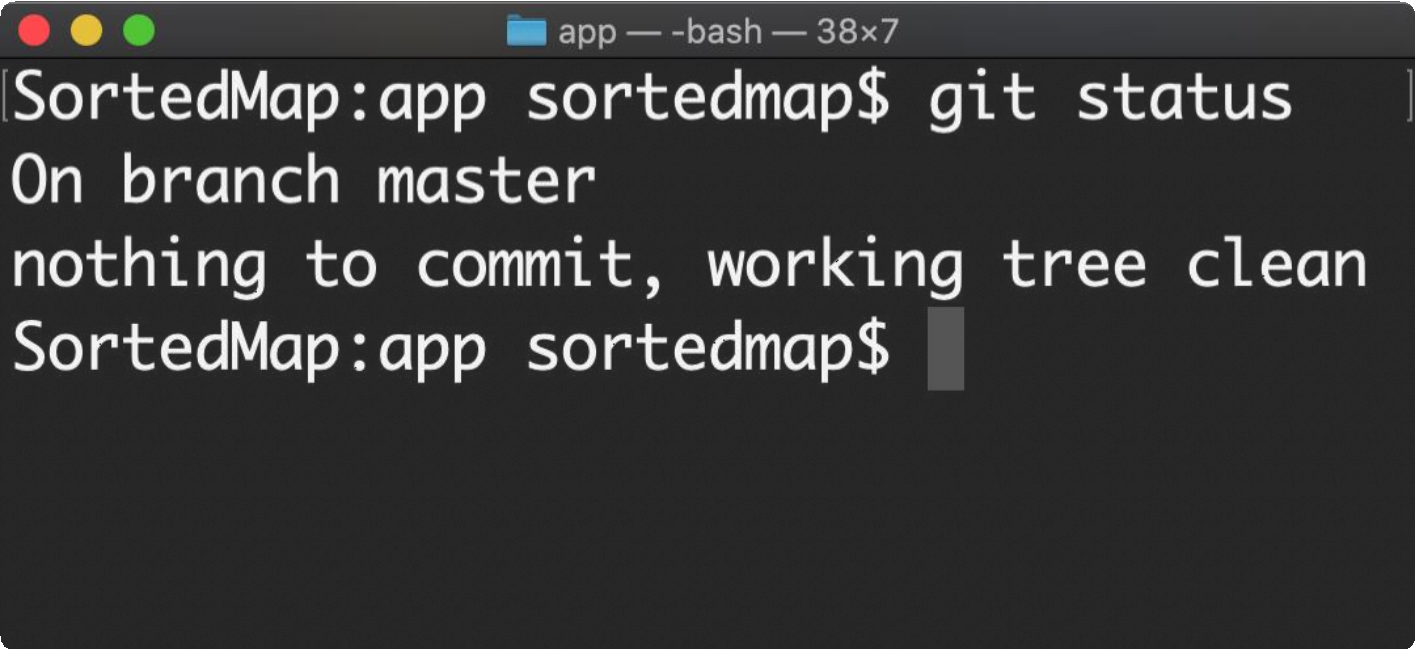 app — -bash — 38×7
[SortedMap:app sortedmap$ git status ]
On branch master
nothing to commit, working tree clean
SortedMap:app sortedmap$